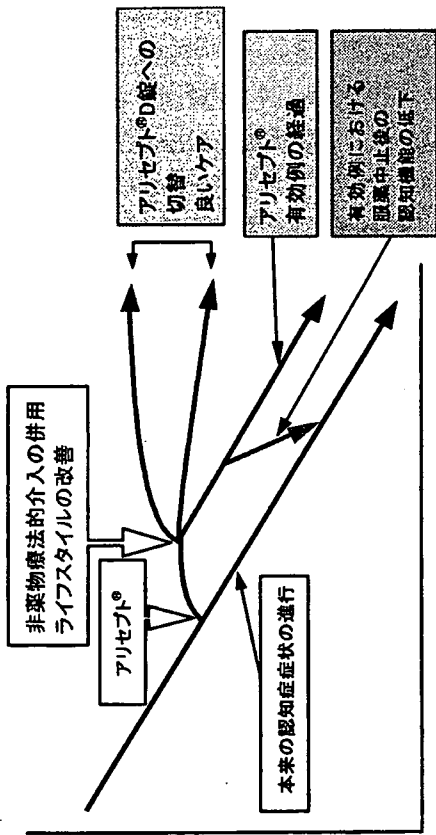 非薬物療法的介入の併用
ライフスタイルの改善
アリセプト®
アリセプト®D錠への
切替
良いケア
アリセプト®
有効例の経過
有効例における
服薬中止後の
認知機能の低下
本来の認知症症状の進行